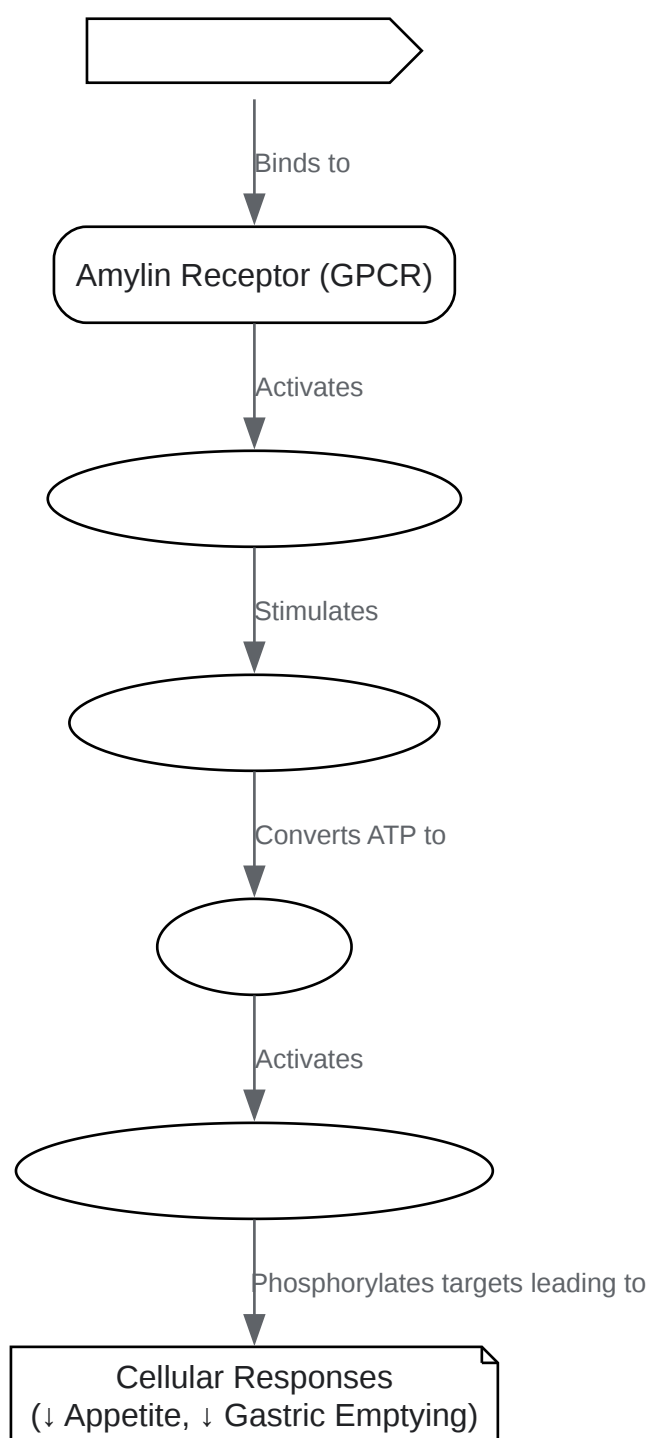 Binds to
Amylin Receptor (GPCR)
Activates
Stimulates
Converts ATP to
Activates
Phosphorylates targets leading to
Cellular Responses
(↓ Appetite, ↓ Gastric Emptying)